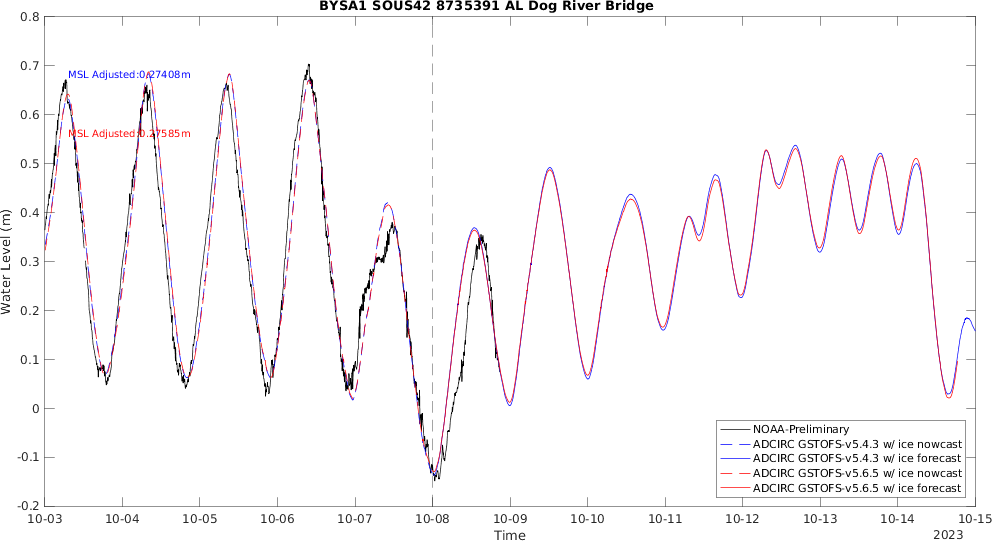 BYSA1 SOUS42 8735391 AL Dog River Bridge
0.8
0.7
0.6
0.5
0.4
0.3
0.2
0.1
0
-0.1
-0.2
Water Level (m)
MSL Adjusted:0.27408m
MSL Adjusted:0.27585m
NOAA-Preliminary
ADCIRC GSTOFS-v5.4.3 w/ ice nowcast
ADCIRC GSTOFS-v5.4.3 w/ ice forecast
ADCIRC GSTOFS-v5.6.5 w/ ice nowcast
ADCIRC GSTOFS-v5.6.5 w/ ice forecast
10-03 10-04 10-05 10-06 10-07 10-08 10-09 10-10 10-11 10-12 10-13 10-14 10-15
Time
2023